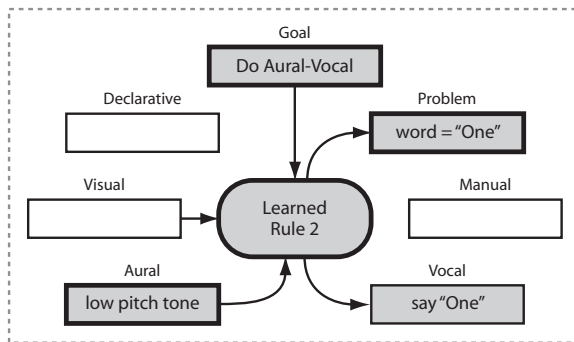 Goal
Do Aural-Vocal
Declarative
Problem
word = “One”
Visual
Learned
Rule 2
Manual
Aural
low pitch tone
Vocal
say “One”